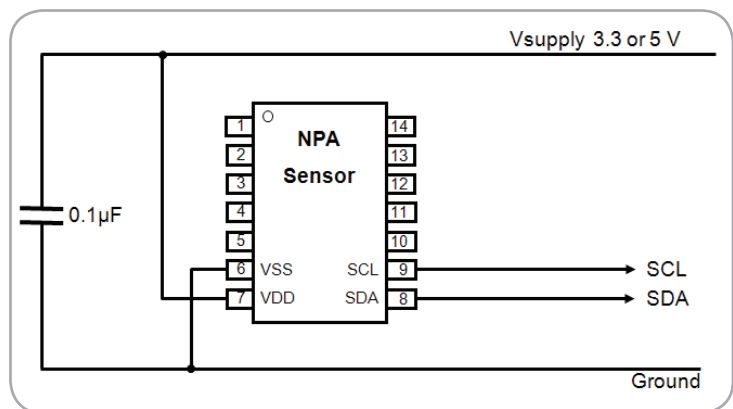 Vsupply 3.3 or 5 V
1 14
NPA
2 13
Sensor
3 12
0.1µF
4 11
5 10
6 VSS SCL 9 SCL
7 VDD SDA 8 SDA
Ground